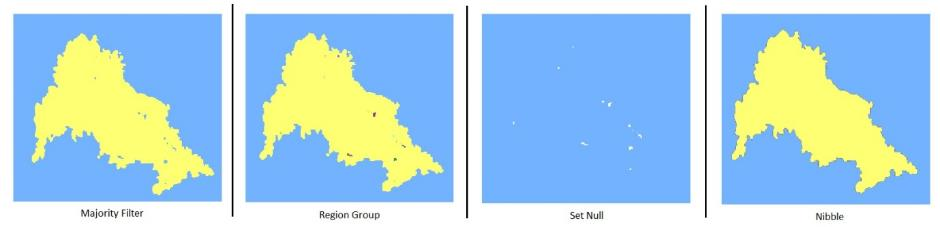 Majority Filter
Region Group
Set Null
Nibble